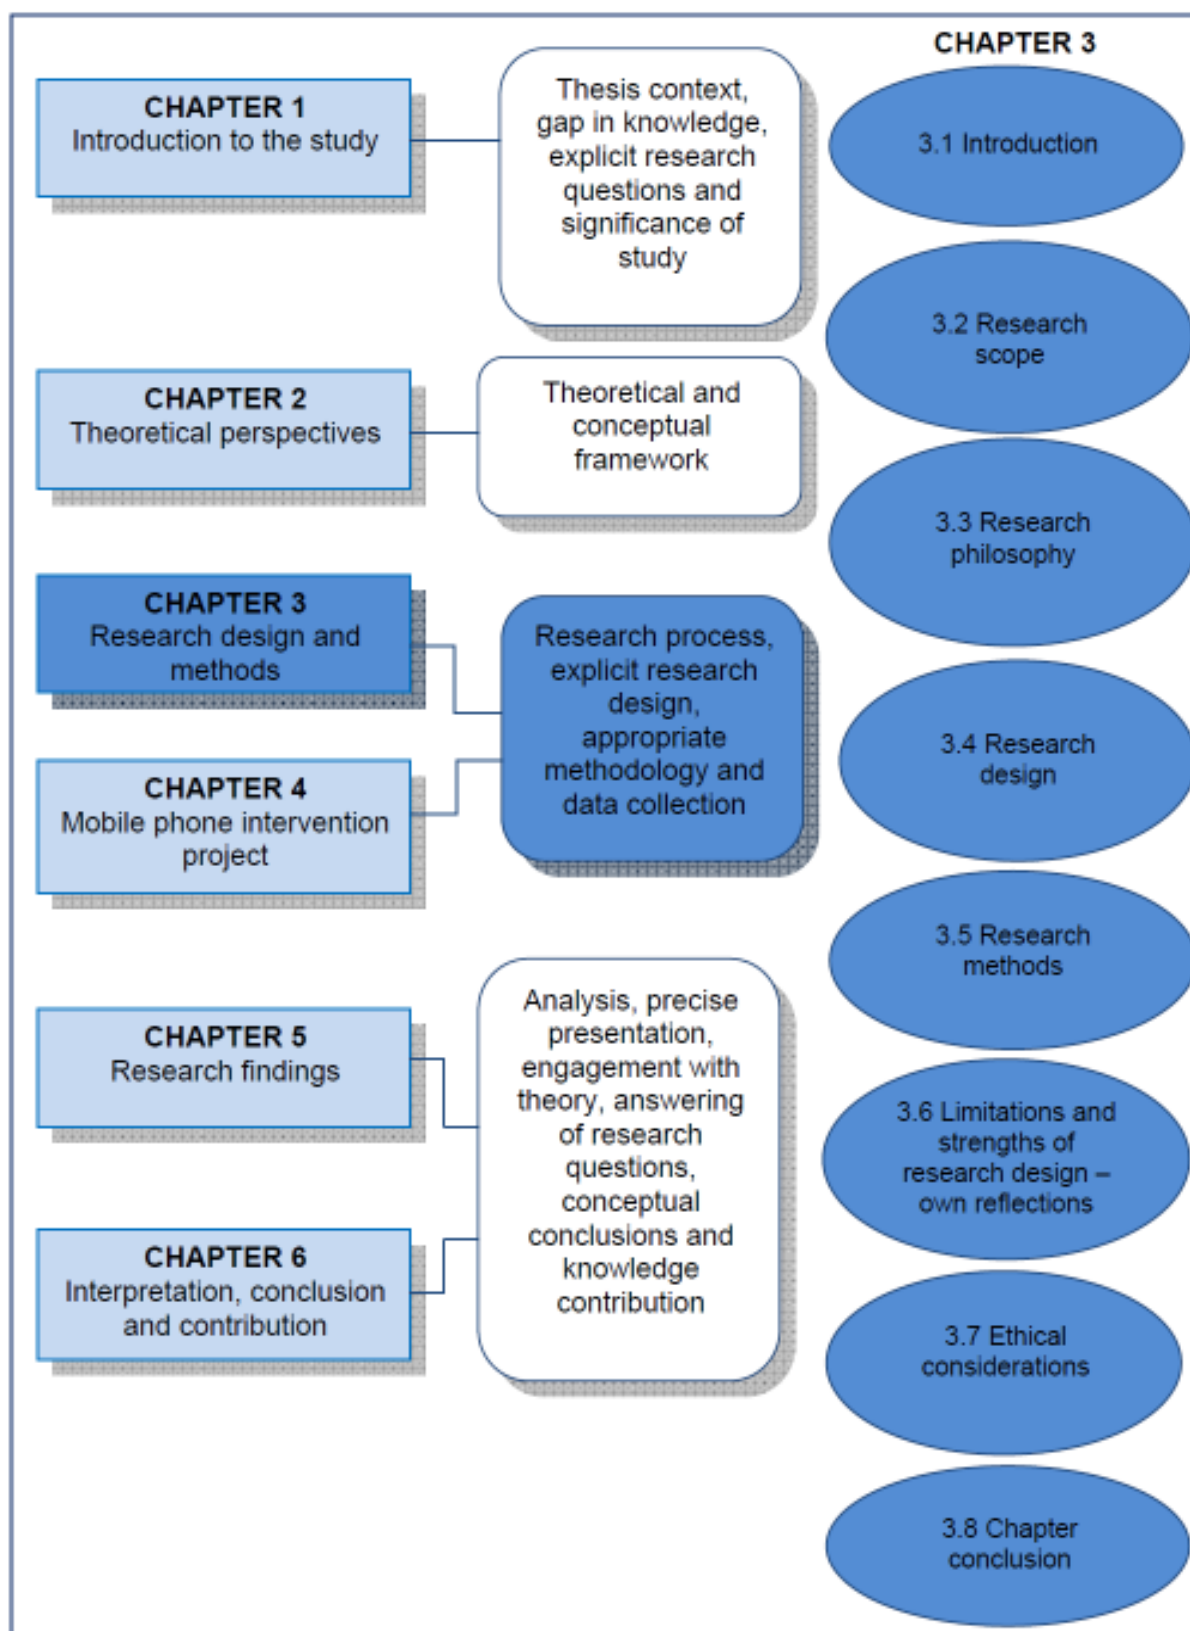 CHAPTER 1
Introduction to the study
Thesis context,
gap in knowledge,
explicit research
questions and
significance of
study
CHAPTER 2
Theoretical perspectives
Theoretical and
conceptual
framework
CHAPTER 3
Research design and
methods
CHAPTER 4
Mobile phone intervention
project
Research process,
explicit research
design,
appropriate
methodology and
data collection
CHAPTER 5
Research findings
CHAPTER 6
Interpretation, conclusion
and contribution
Analysis, precise
presentation,
engagement with
theory, answering
of research
questions,
conceptual
conclusions and
knowledge
contribution
CHAPTER 3
3.1 Introduction
3.2 Research
scope
3.3 Research
philosophy
3.4 Research
design
3.5 Research
methods
3.6 Limitations and
strengths of
research design –
own reflections
3.7 Ethical
considerations
3.8 Chapter
conclusion